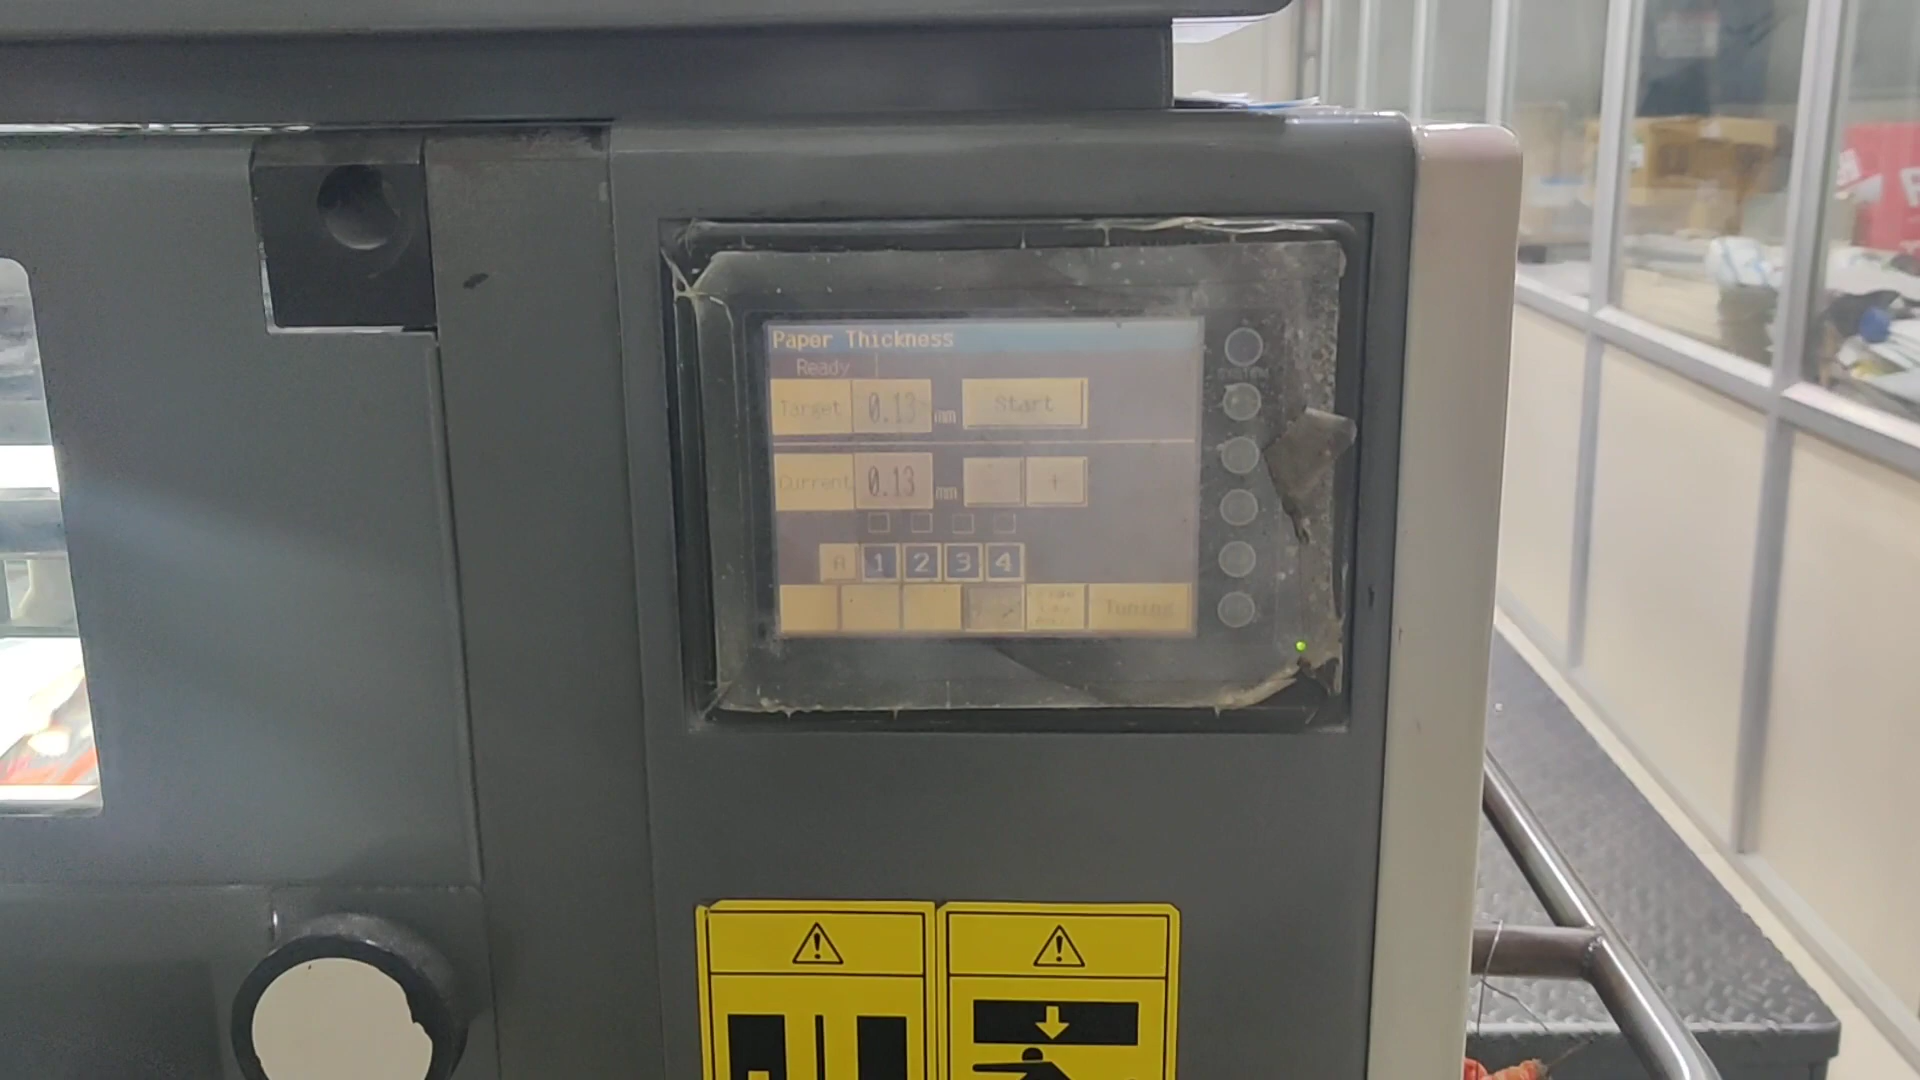 Paper Thickness
Ready
Target 0.13 mm Start
Current 0.13 mm +
A 1 2 3 4
Tuning